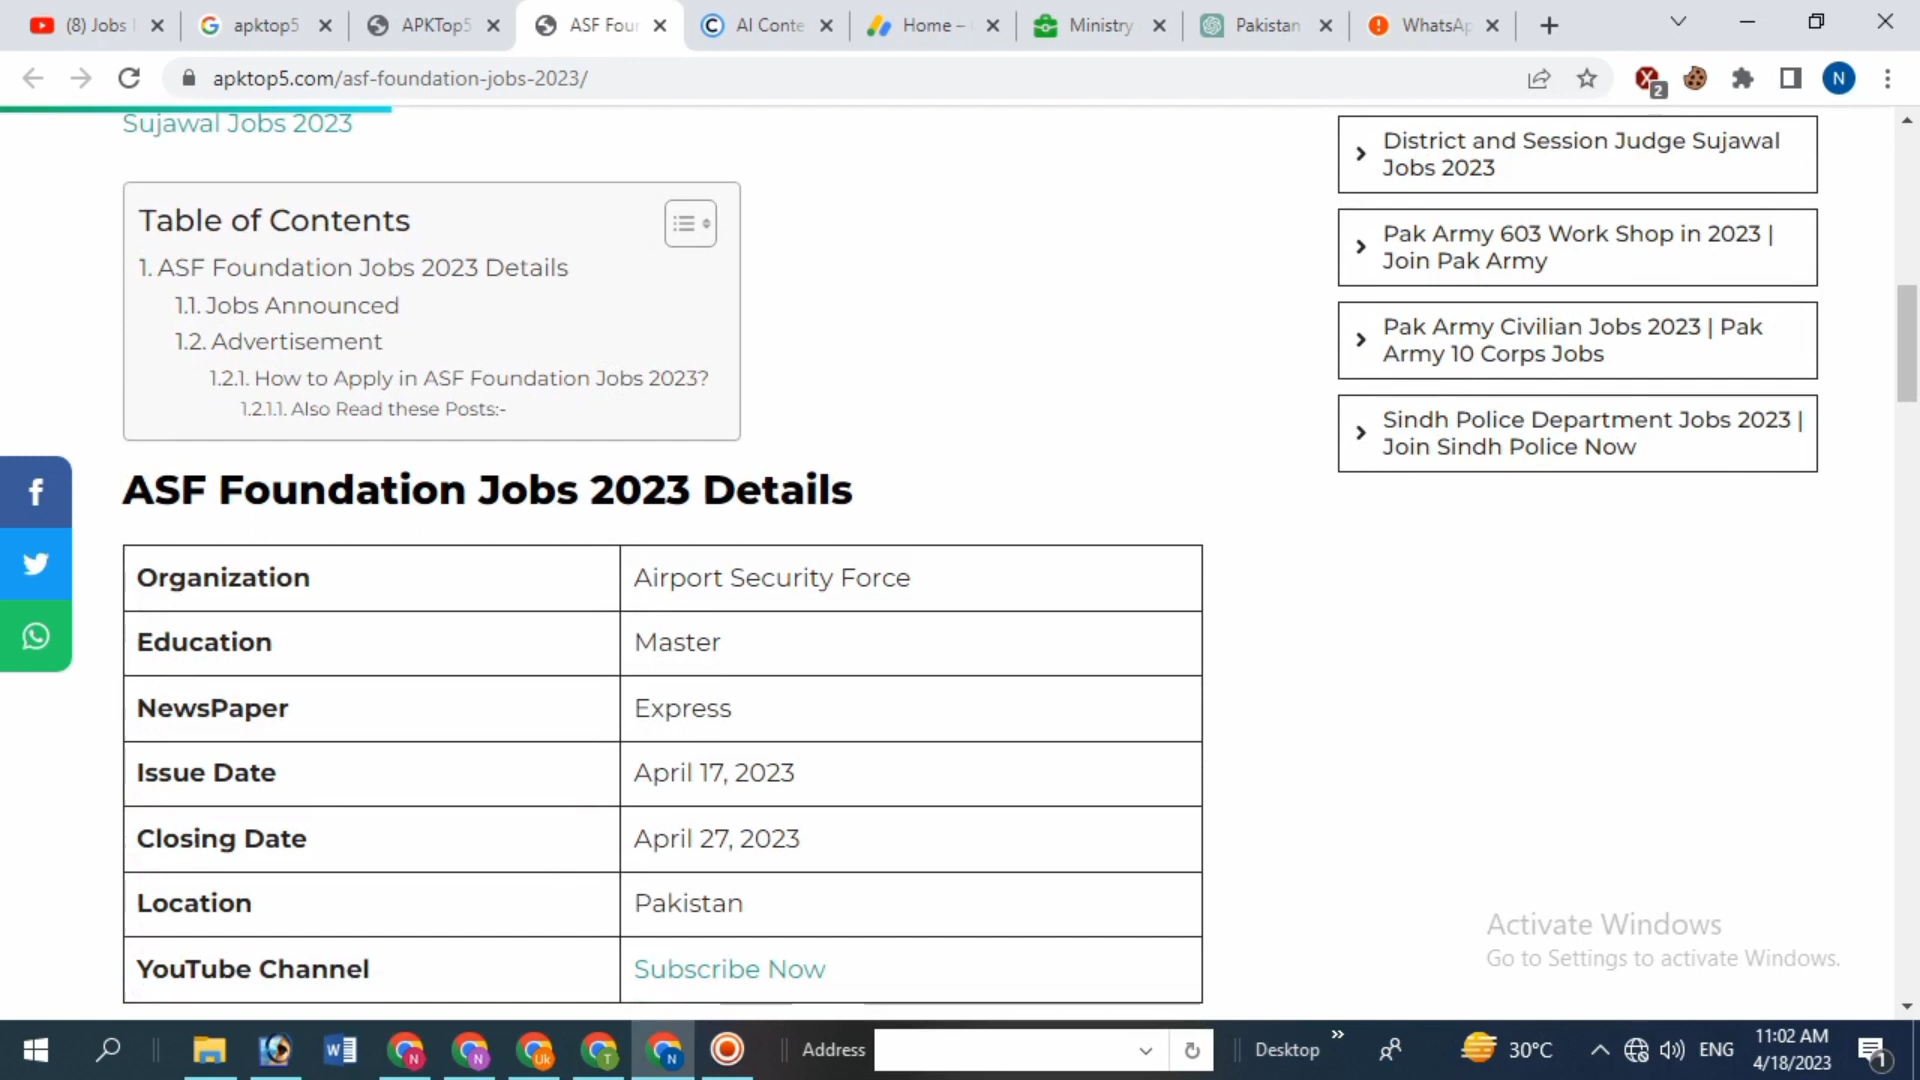 (8) Jobs
apktop5
APKTop5
ASF Four
AI Conte
Home –
Ministry
Pakistan
WhatsAp
apktop5.com/asf-foundation-jobs-2023/
2
N
Sujawal Jobs 2023
Table of Contents
1. ASF Foundation Jobs 2023 Details
1.1. Jobs Announced
1.2. Advertisement
1.2.1. How to Apply in ASF Foundation Jobs 2023?
1.2.1.1. Also Read these Posts:-
District and Session Judge Sujawal
Jobs 2023
Pak Army 603 Work Shop in 2023 |
Join Pak Army
Pak Army Civilian Jobs 2023 | Pak
Army 10 Corps Jobs
Sindh Police Department Jobs 2023 |
Join Sindh Police Now
ASF Foundation Jobs 2023 Details
Organization Airport Security Force
Education Master
NewsPaper Express
Issue Date April 17, 2023
Closing Date April 27, 2023
Location Pakistan
YouTube Channel Subscribe Now
Activate Windows
Go to Settings to activate Windows.
Address
Desktop
30°C
ENG
11:02 AM
4/18/2023
1